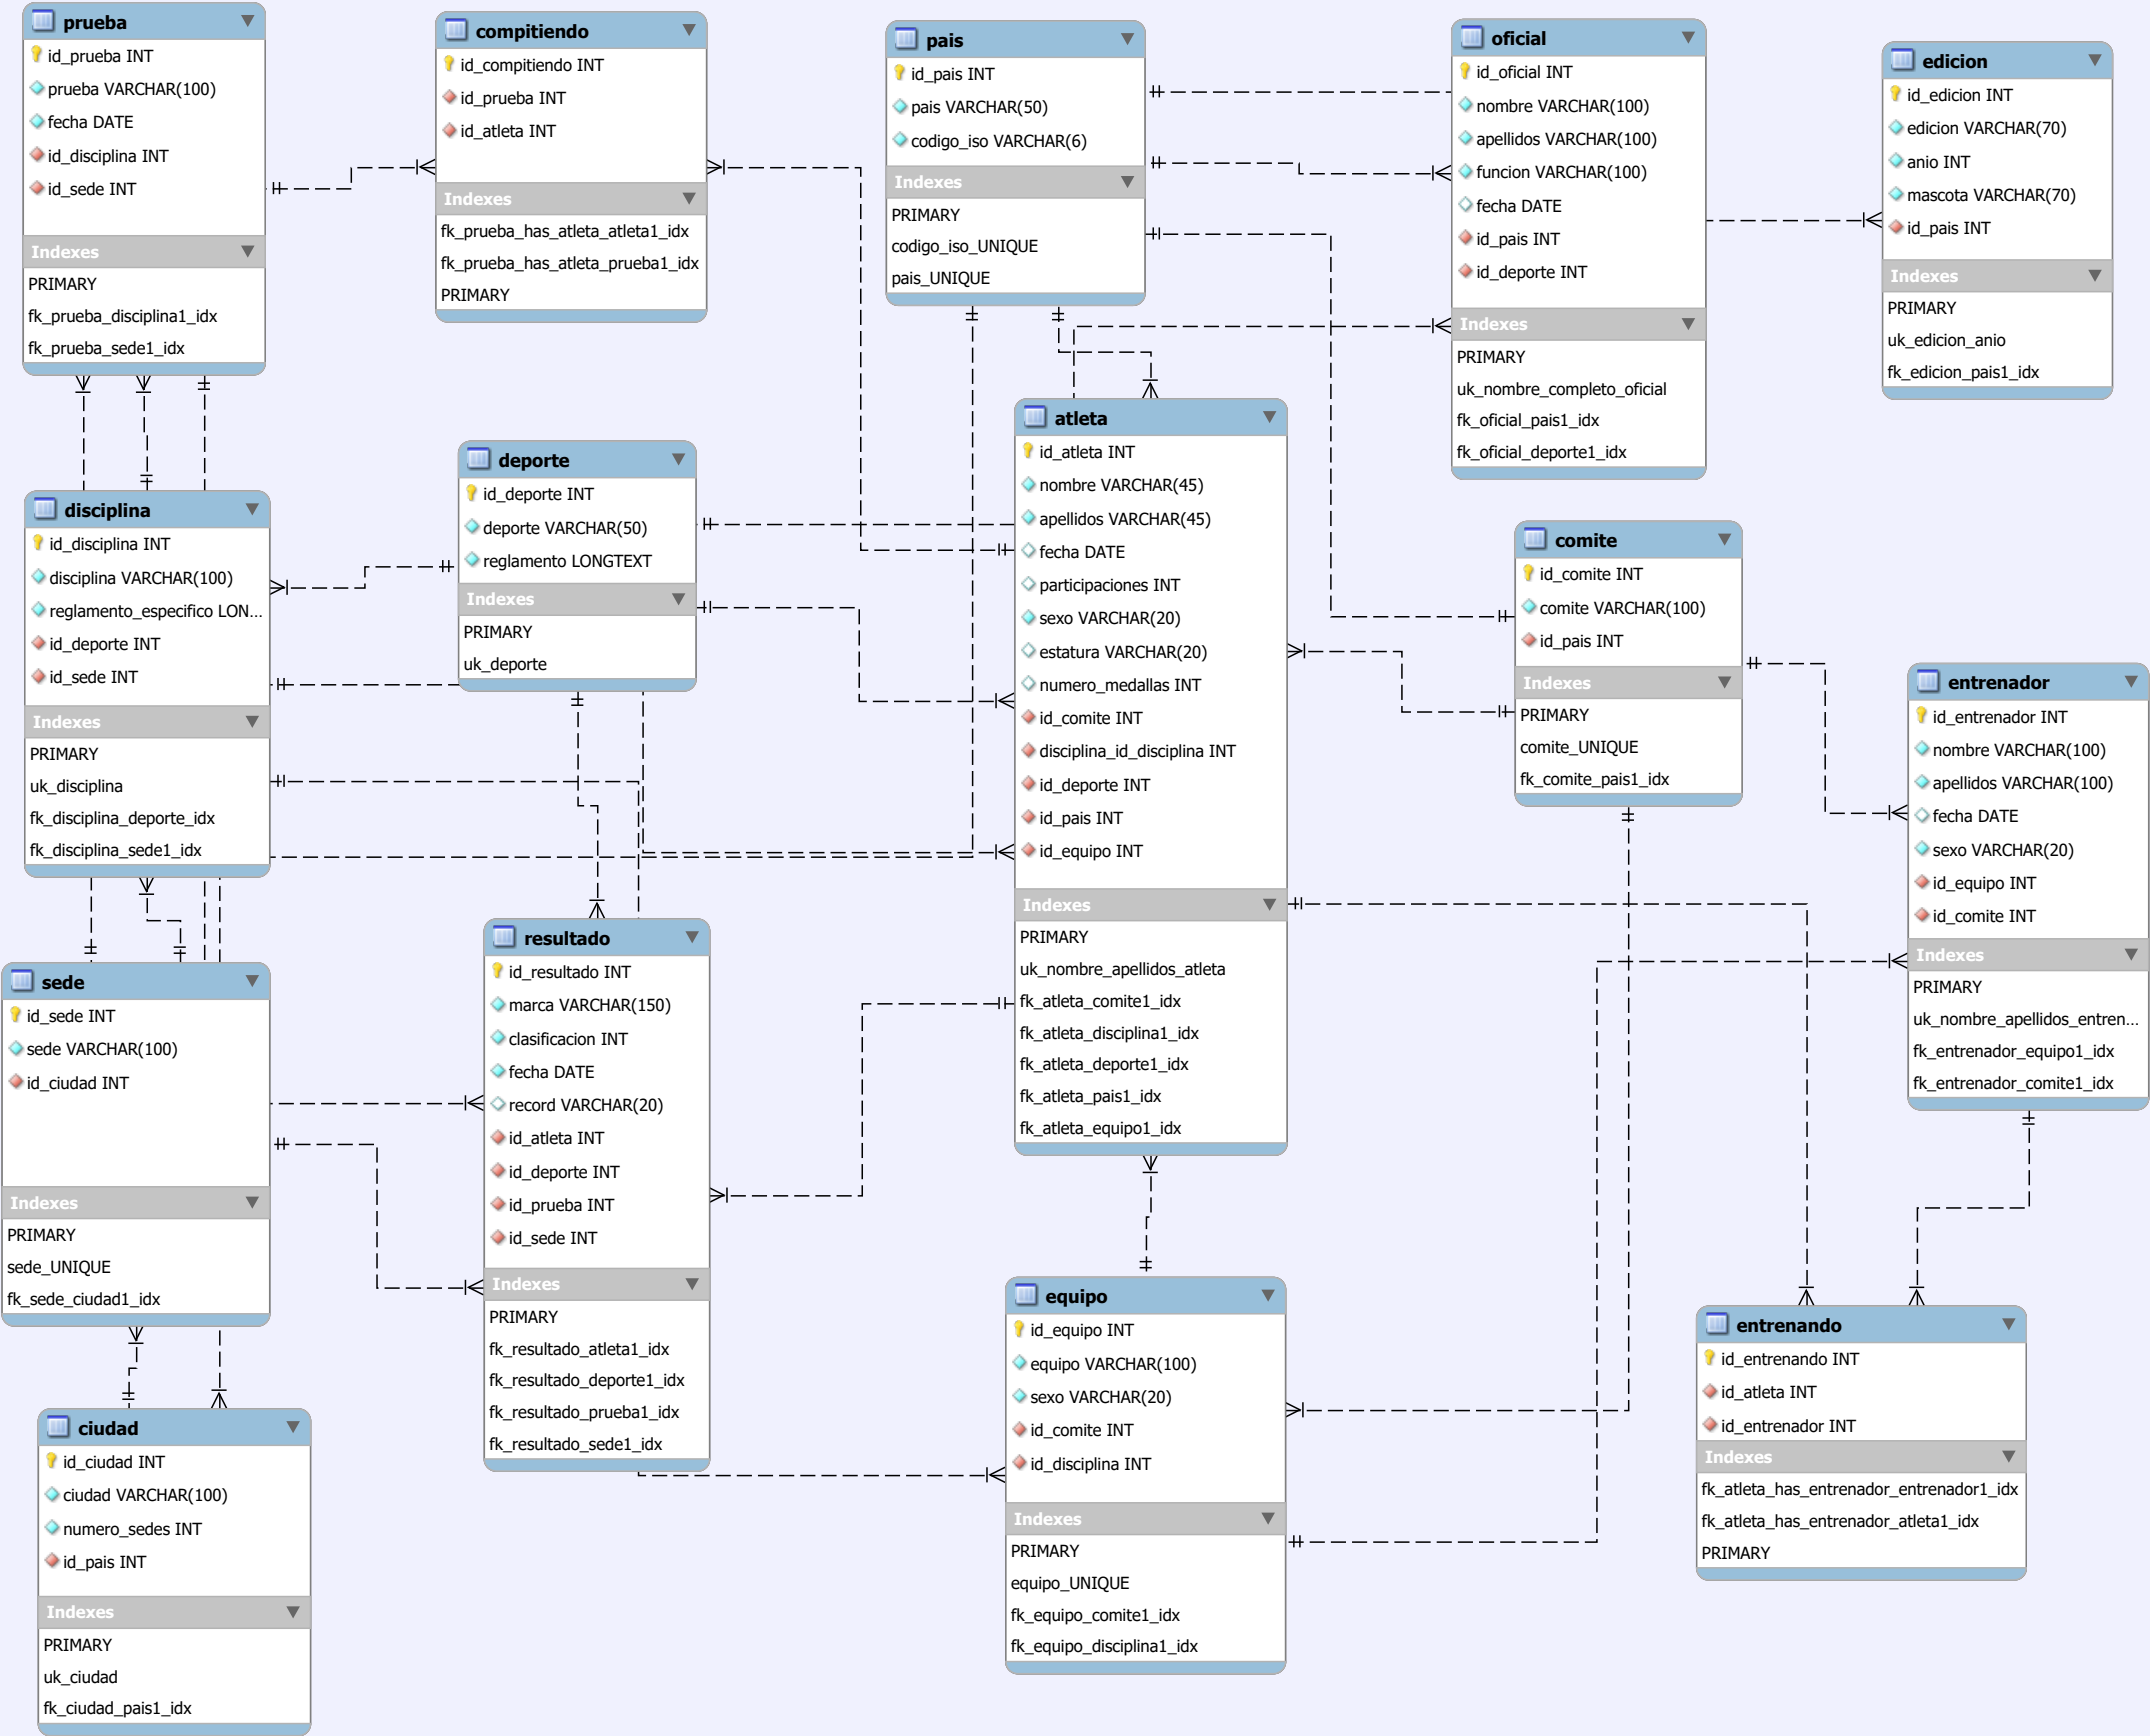 prueba
id_prueba INT
prueba VARCHAR(100)
fecha DATE
id_disciplina INT
id_sede INT
Indexes
PRIMARY
fk_prueba_disciplina1_idx
fk_prueba_sede1_idx
compitiendo
id_compitiendo INT
id_prueba INT
id_atleta INT
Indexes
fk_prueba_has_atleta_atleta1_idx
fk_prueba_has_atleta_prueba1_idx
PRIMARY
pais
id_pais INT
pais VARCHAR(50)
codigo_iso VARCHAR(6)
Indexes
PRIMARY
codigo_iso_UNIQUE
pais_UNIQUE
oficial
id_oficial INT
nombre VARCHAR(100)
apellidos VARCHAR(100)
funcion VARCHAR(100)
fecha DATE
id_pais INT
id_deporte INT
Indexes
PRIMARY
uk_nombre_completo_oficial
fk_oficial_pais1_idx
fk_oficial_deporte1_idx
edicion
id_edicion INT
edicion VARCHAR(70)
anio INT
mascota VARCHAR(70)
id_pais INT
Indexes
PRIMARY
uk_edicion_anio
fk_edicion_pais1_idx
disciplina
id_disciplina INT
disciplina VARCHAR(100)
reglamento_especifico LON...
id_deporte INT
id_sede INT
Indexes
PRIMARY
uk_disciplina
fk_disciplina_deporte_idx
fk_disciplina_sede1_idx
deporte
id_deporte INT
deporte VARCHAR(50)
reglamento LONGTEXT
Indexes
PRIMARY
uk_deporte
atleta
id_atleta INT
nombre VARCHAR(45)
apellidos VARCHAR(45)
fecha DATE
participaciones INT
sexo VARCHAR(20)
estatura VARCHAR(20)
numero_medallas INT
id_comite INT
disciplina_id_disciplina INT
id_deporte INT
id_pais INT
id_equipo INT
Indexes
PRIMARY
uk_nombre_apellidos_atleta
fk_atleta_comite1_idx
fk_atleta_disciplina1_idx
fk_atleta_deporte1_idx
fk_atleta_pais1_idx
fk_atleta_equipo1_idx
comite
id_comite INT
comite VARCHAR(100)
id_pais INT
Indexes
PRIMARY
comite_UNIQUE
fk_comite_pais1_idx
entrenador
id_entrenador INT
nombre VARCHAR(100)
apellidos VARCHAR(100)
fecha DATE
sexo VARCHAR(20)
id_equipo INT
id_comite INT
Indexes
PRIMARY
uk_nombre_apellidos_entren...
fk_entrenador_equipo1_idx
fk_entrenador_comite1_idx
sede
id_sede INT
sede VARCHAR(100)
id_ciudad INT
Indexes
PRIMARY
sede_UNIQUE
fk_sede_ciudad1_idx
resultado
id_resultado INT
marca VARCHAR(150)
clasificacion INT
fecha DATE
record VARCHAR(20)
id_atleta INT
id_deporte INT
id_prueba INT
id_sede INT
Indexes
PRIMARY
fk_resultado_atleta1_idx
fk_resultado_deporte1_idx
fk_resultado_prueba1_idx
fk_resultado_sede1_idx
equipo
id_equipo INT
equipo VARCHAR(100)
sexo VARCHAR(20)
id_comite INT
id_disciplina INT
Indexes
PRIMARY
equipo_UNIQUE
fk_equipo_comite1_idx
fk_equipo_disciplina1_idx
entrenando
id_entrenando INT
id_atleta INT
id_entrenador INT
Indexes
fk_atleta_has_entrenador_entrenador1_idx
fk_atleta_has_entrenador_atleta1_idx
PRIMARY
ciudad
id_ciudad INT
ciudad VARCHAR(100)
numero_sedes INT
id_pais INT
Indexes
PRIMARY
uk_ciudad
fk_ciudad_pais1_idx